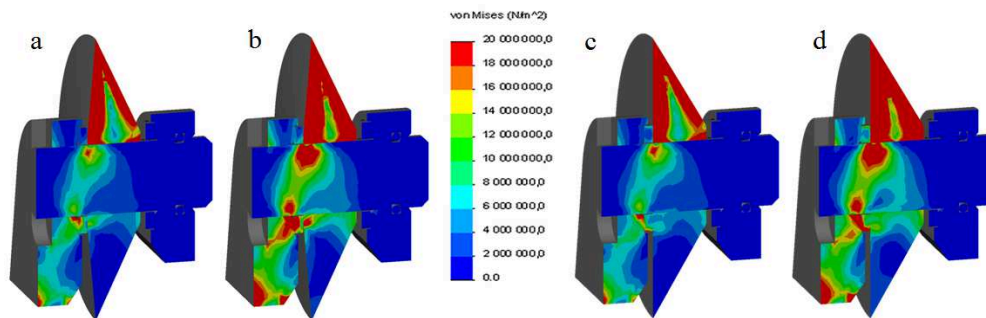 von Mises (N/m^2)
a
b
c
d
20 000 000,0
18 000 000,0
16 000 000,0
14 000 000,0
12 000 000,0
10 000 000,0
8 000 000,0
6 000 000,0
4 000 000,0
2 000 000,0
0.0